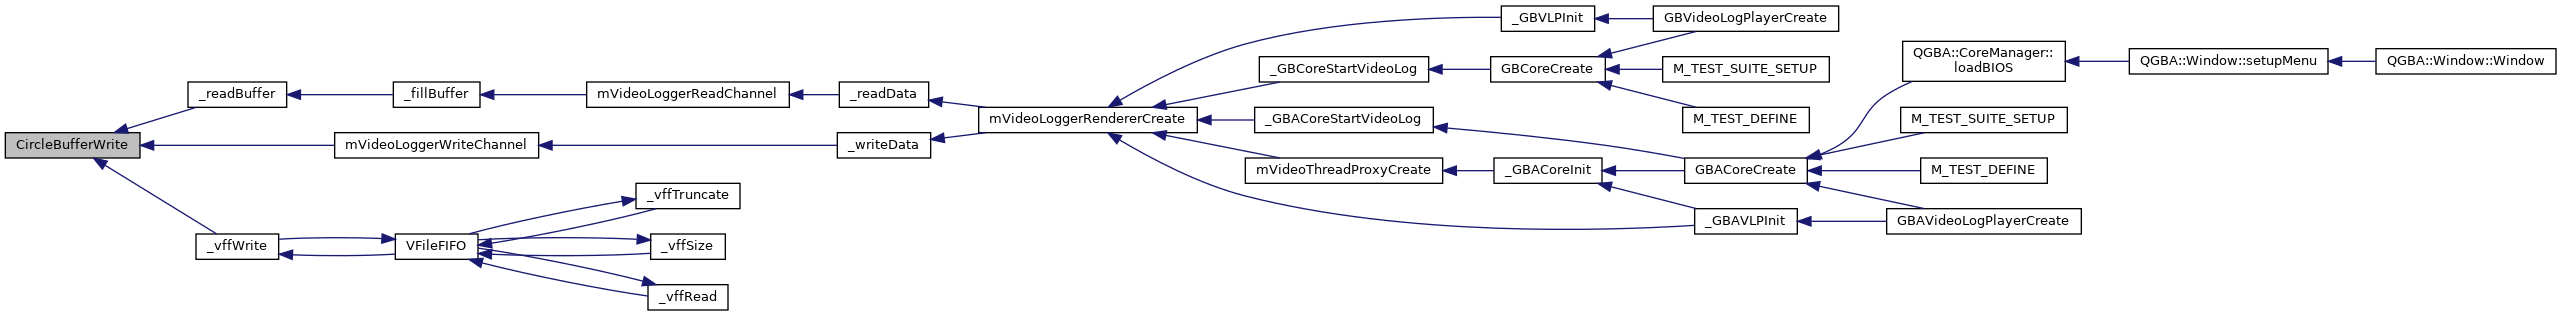 CircleBufferWrite
_readBuffer
_fillBuffer
mVideoLoggerReadChannel
_readData
mVideoLoggerWriteChannel
_writeData
_vffWrite
VFileFIFO
_vffTruncate
_vffSize
_vffRead
mVideoLoggerRendererCreate
_GBVLPInit
GBVideoLogPlayerCreate
_GBCoreStartVideoLog
GBCoreCreate
M_TEST_SUITE_SETUP
M_TEST_DEFINE
_GBACoreStartVideoLog
mVideoThreadProxyCreate
_GBACoreInit
GBACoreCreate
_GBAVLPInit
QGBA::CoreManager::
loadBIOS
QGBA::Window::setupMenu
QGBA::Window::Window
M_TEST_SUITE_SETUP
M_TEST_DEFINE
GBAVideoLogPlayerCreate